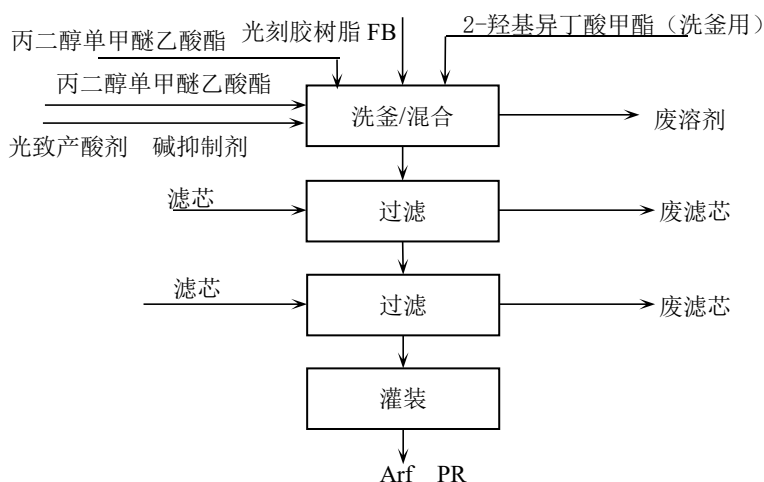 丙二醇单甲醚乙酸酯
光刻胶树脂 FB
2-羟基异丁酸甲酯（洗釜用）
丙二醇单甲醚乙酸酯
洗釜/混合
废溶剂
光致产酸剂 碱抑制剂
滤芯
过滤
废滤芯
滤芯
过滤
废滤芯
灌装
Arf PR